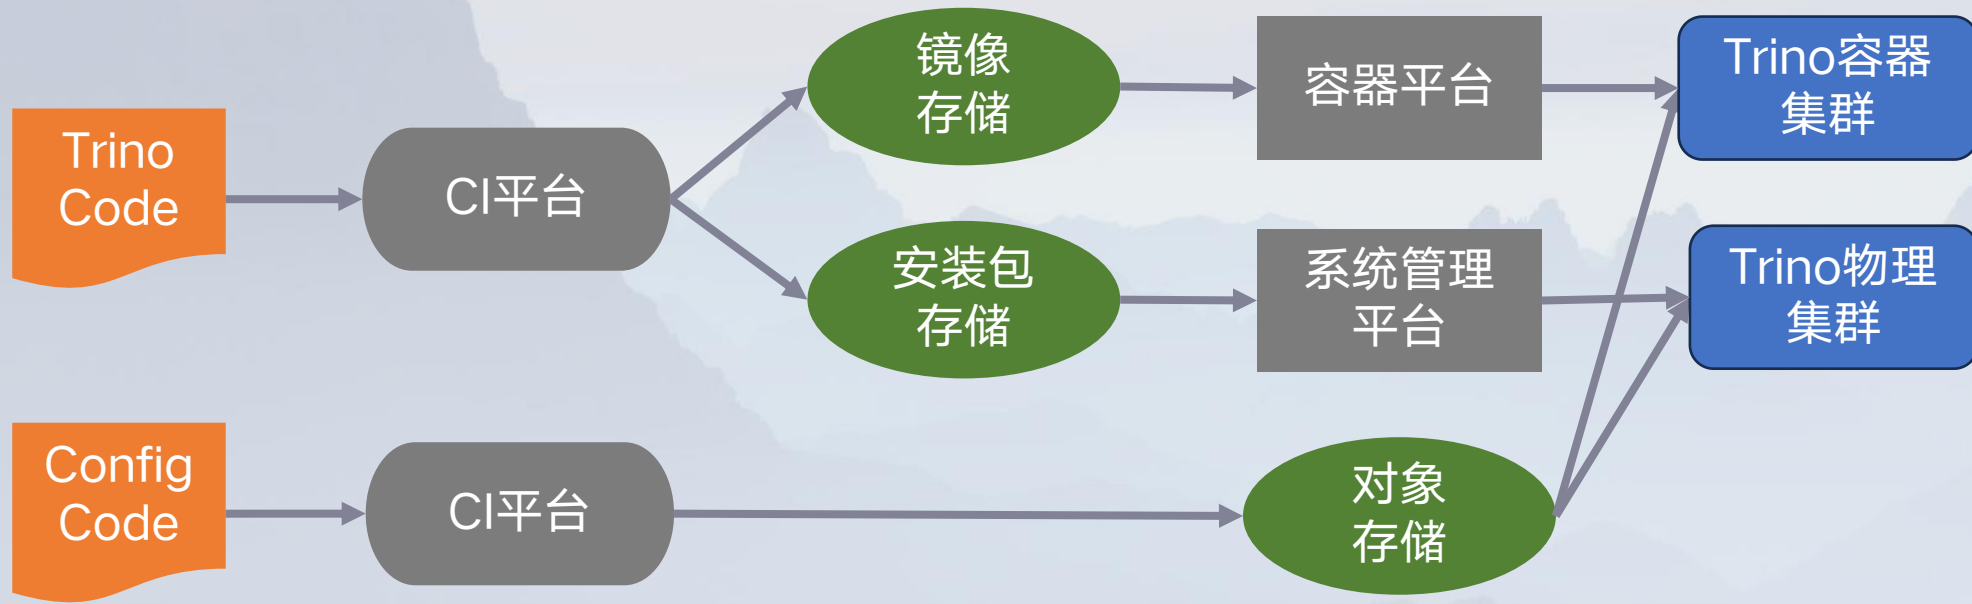 Trino
Code
CI平台
镜像
存储
容器平台
Trino容器
集群
安装包
存储
系统管理
平台
Trino物理
集群
Config
Code
CI平台
对象
存储